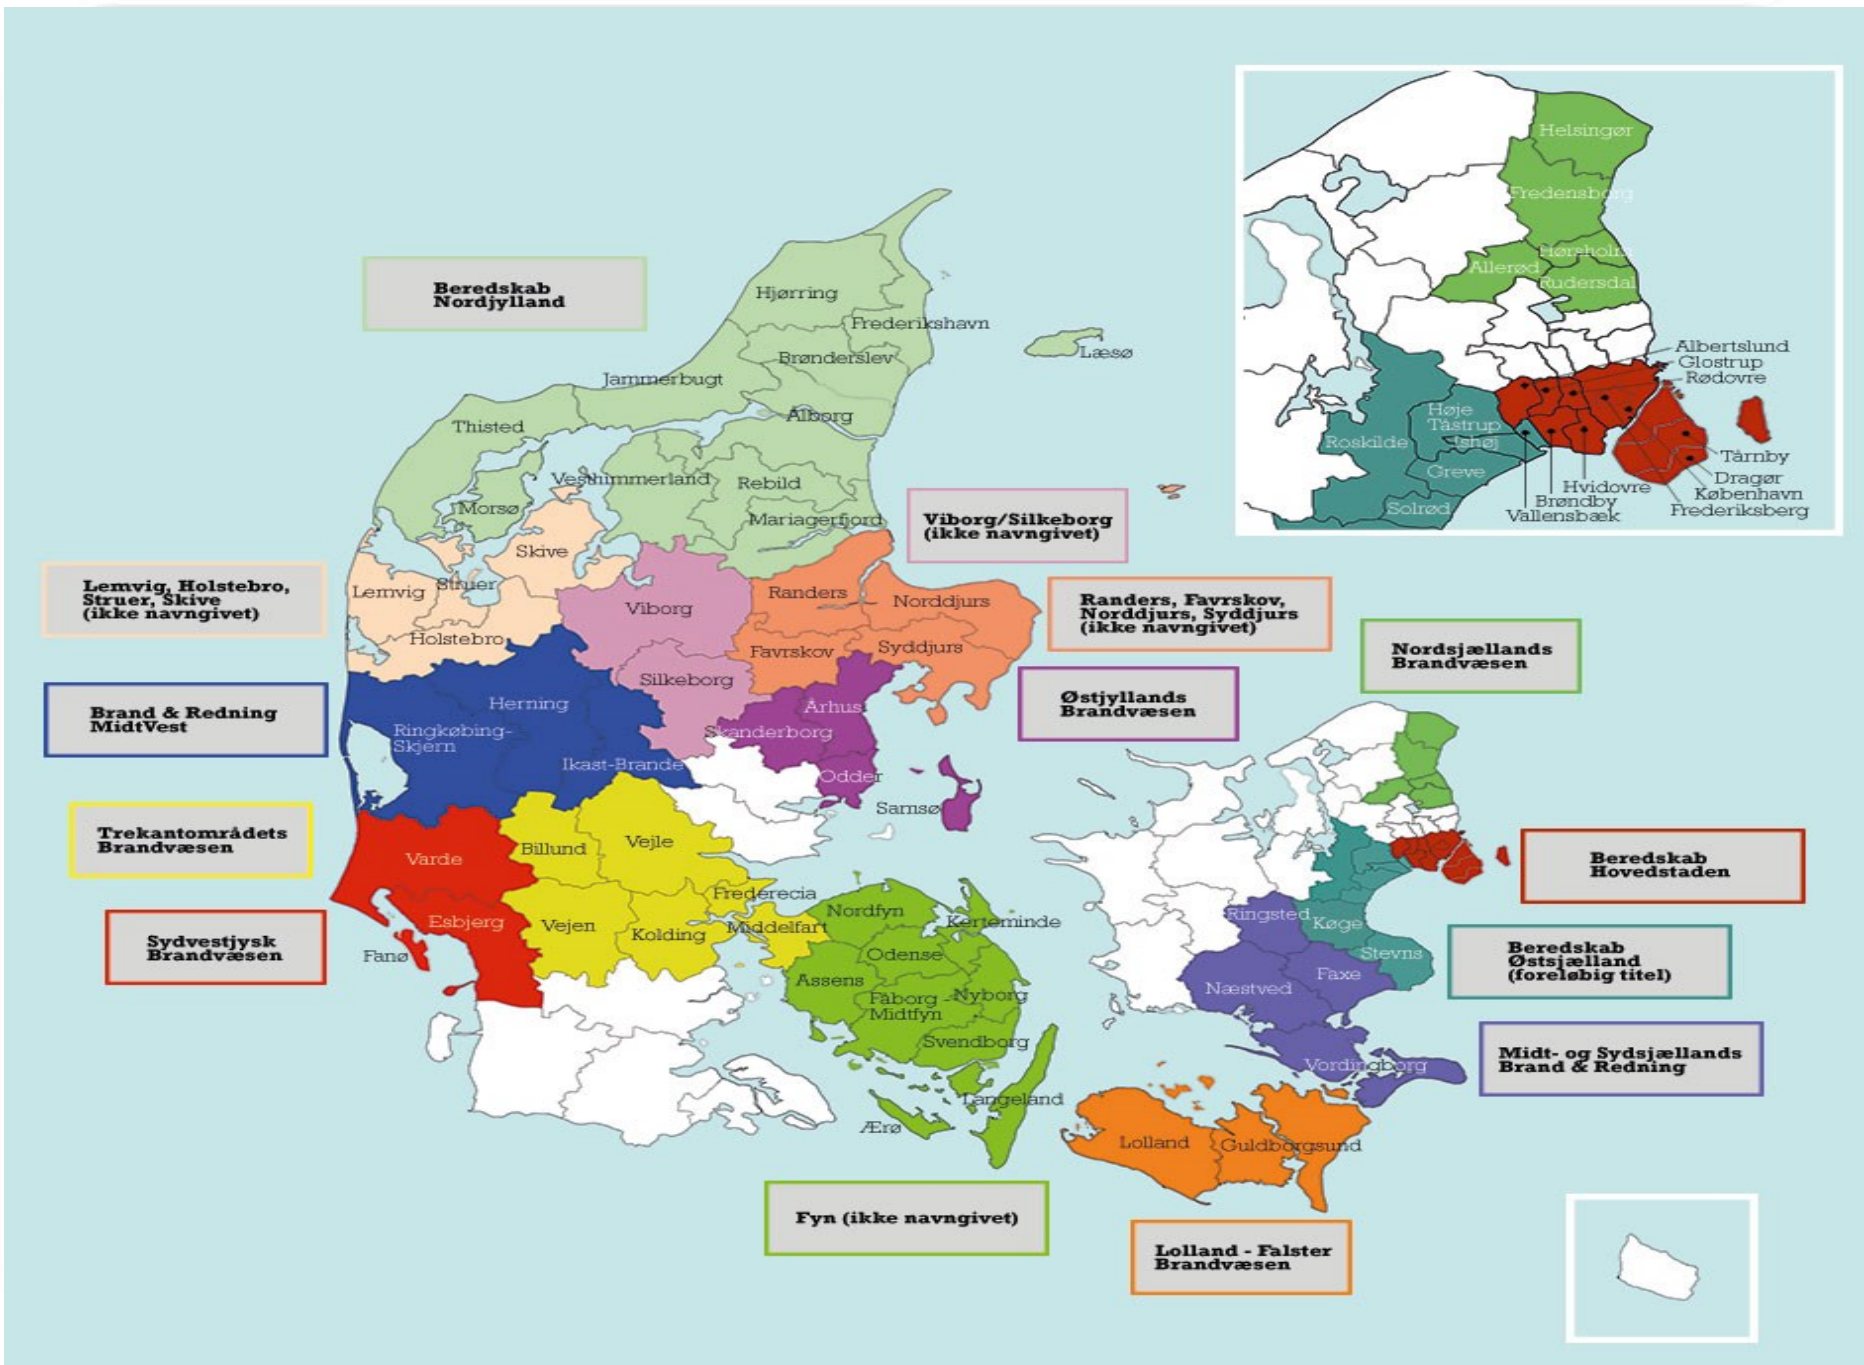 Helsingør
Fredensborg
Hørsholm
Allerød
Rudersdal
Albertslund
Glostrup
Rødovre
Høje
Tåstrup
Ishøj
Roskilde
Greve
Solrød
Tårnby
Dragør
København
Frederiksberg
Hvidovre
Brøndby
Vallensbæk
Beredskab
Nordjylland
Hjørring
Frederikshavn
Brønderslev
Læsø
Jammerbugt
Ålborg
Thisted
Vesthimmerland
Rebild
Morsø
Mariagerfjord
Viborg/Silkeborg
(ikke navngivet)
Skive
Lemvig, Holstebro,
Struer, Skive
(ikke navngivet)
Lemvig
Struer
Holstebro
Viborg
Silkeborg
Randers
Norddjurs
Favrskov
Syddjurs
Randers, Favrskov,
Norddjurs, Syddjurs
(ikke navngivet)
Nordsjællands
Brandvæsen
Brand & Redning
MidtVest
Herning
Ringkøbing-
Skjern
Ikast-Brande
Århus
Skanderborg
Odder
Samsø
Østjyllands
Brandvæsen
Trekantområdets
Brandvæsen
Varde
Billund
Vejle
Frederecia
Esbjerg
Vejen
Kolding
Middelfart
Fanø
Sydvestjysk
Brandvæsen
Nordfyn
Kerteminde
Odense
Assens
Fåborg -
Midtfyn
Nyborg
Svendborg
Langeland
Ærø
Beredskab
Hovedstaden
Ringsted
Køge
Stevns
Næstved
Faxe
Vordingborg
Beredskab
Østsjælland
(foreløbig titel)
Midt- og Sydsjællands
Brand & Redning
Lolland
Guldborgsund
Fyn (ikke navngivet)
Lolland - Falster
Brandvæsen